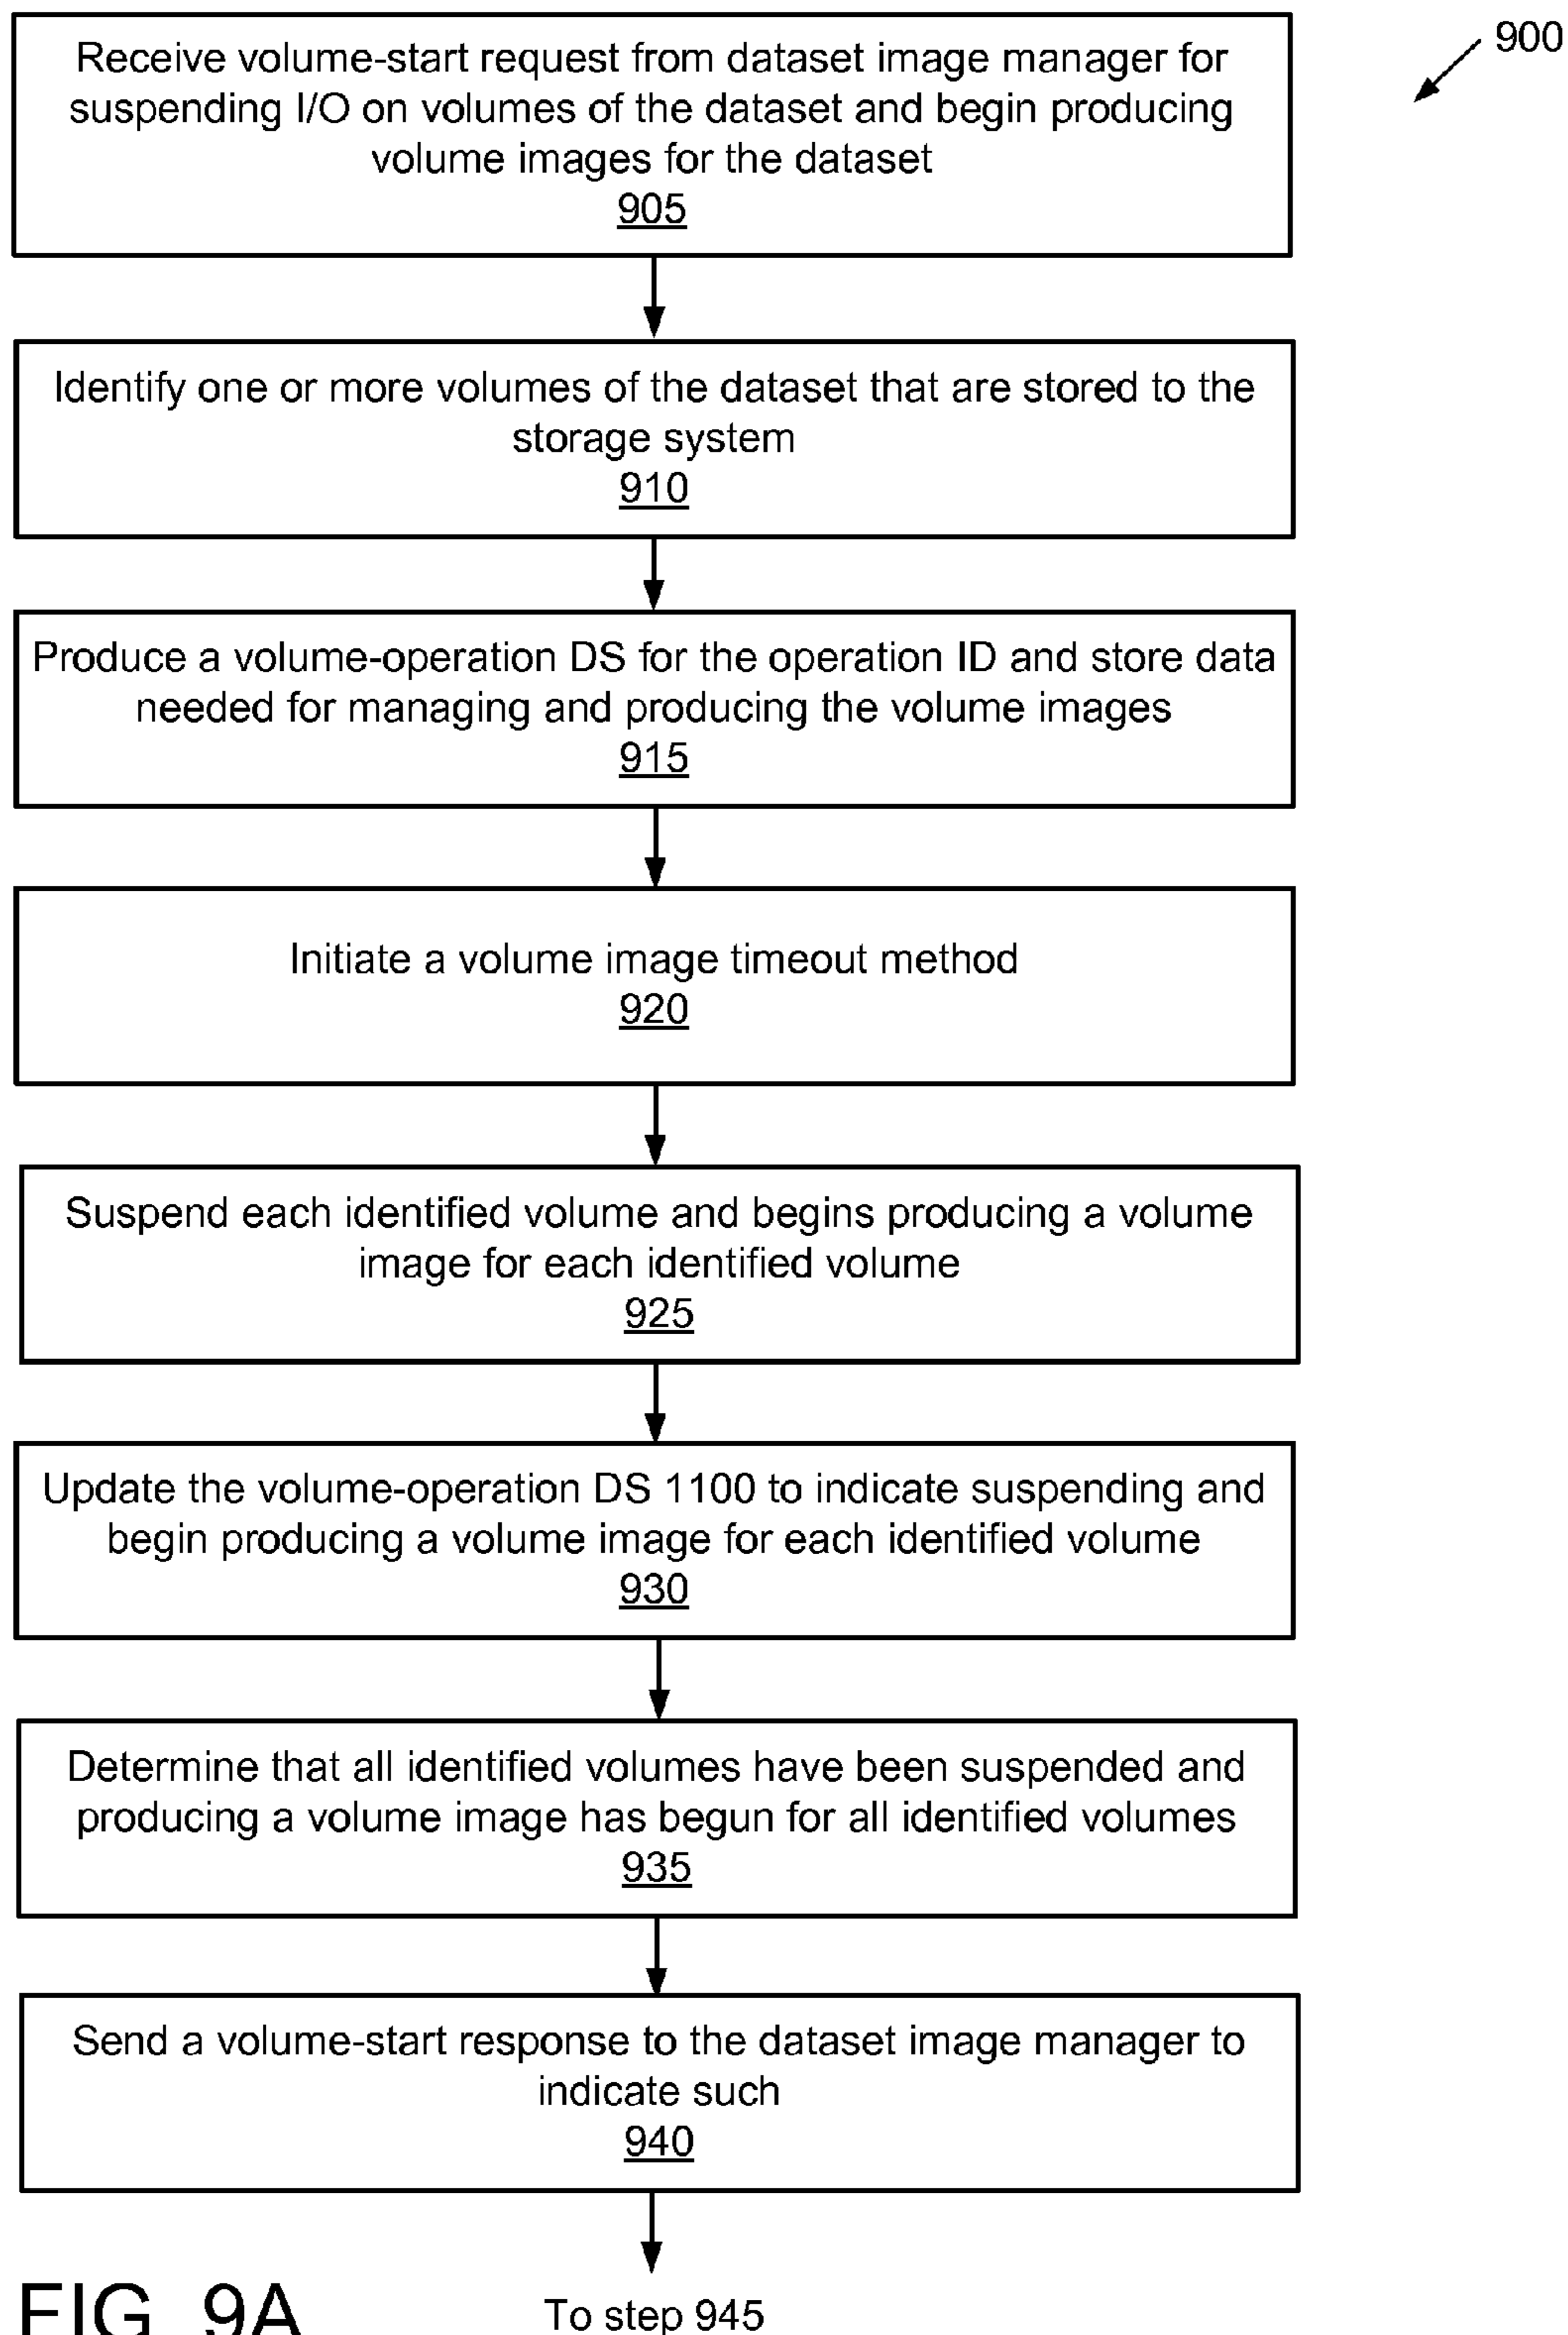 900
Receive volume-start request from dataset image manager for
suspending I/O on volumes of the dataset and begin producing
volume images for the dataset
905
Identify one or more volumes of the dataset that are stored to the
storage system
910
Produce a volume-operation DS for the operation ID and store data
needed for managing and producing the volume images
915
Initiate a volume image timeout method
920
Suspend each identified volume and begins producing a volume
image for each identified volume
925
Update the volume-operation DS 1100 to indicate suspending and
begin producing a volume image for each identified volume
930
Determine that all identified volumes have been suspended and
producing a volume image has begun for all identified volumes
935
Send a volume-start response to the dataset image manager to
indicate such
940
To step 945
FIG. 9A